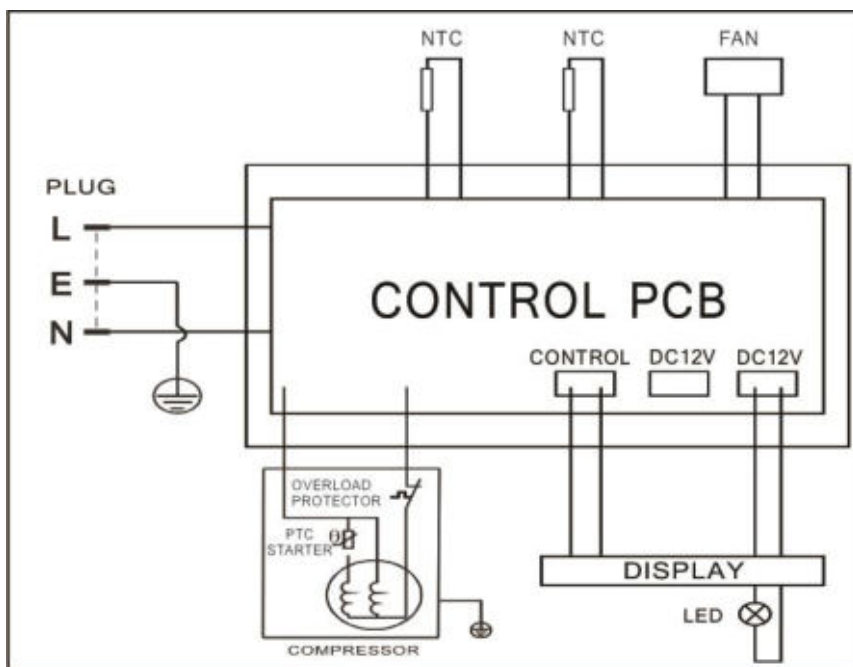 NTC
NTC
FAN
PLUG
L
E
N
CONTROL PCB
CONTROL
DC12V
DC12V
OVERLOAD
PROTECTOR
PTC
STARTER
θ
COMPRESSOR
DISPLAY
LED